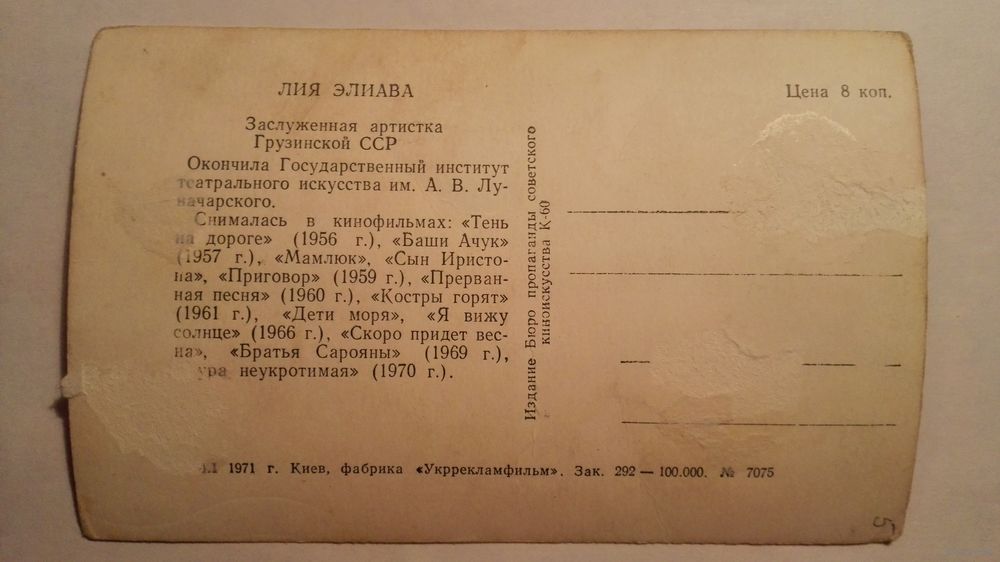 ЛИЯ ЭЛИАВА
Цена 8 коп.
Заслуженная артистка
Грузинской ССР
Окончила Государственный институт
театрального искусства им. А. В. Лу-
начарского.
Снималась в кинофильмах: «Тень
на дороге» (1956 г.), «Баши Ачук»
(1957 г.), «Мамлюк», «Сын Иристо-
на», «Приговор» (1959 г.), «Прерван-
ная песня» (1960 г.), «Костры горят»
(1961 г.), «Дети моря», «Я вижу
солнце» (1966 г.), «Скоро придет вес-
на», «Братья Сарояны» (1969 г.),
неукротимая» (1970 г.).
Издание Бюро пропаганды советского
киноискусства К-60
1971 г. Киев, фабрика «Укррекламфильм». Зак. 292 — 100.000. № 7075
5